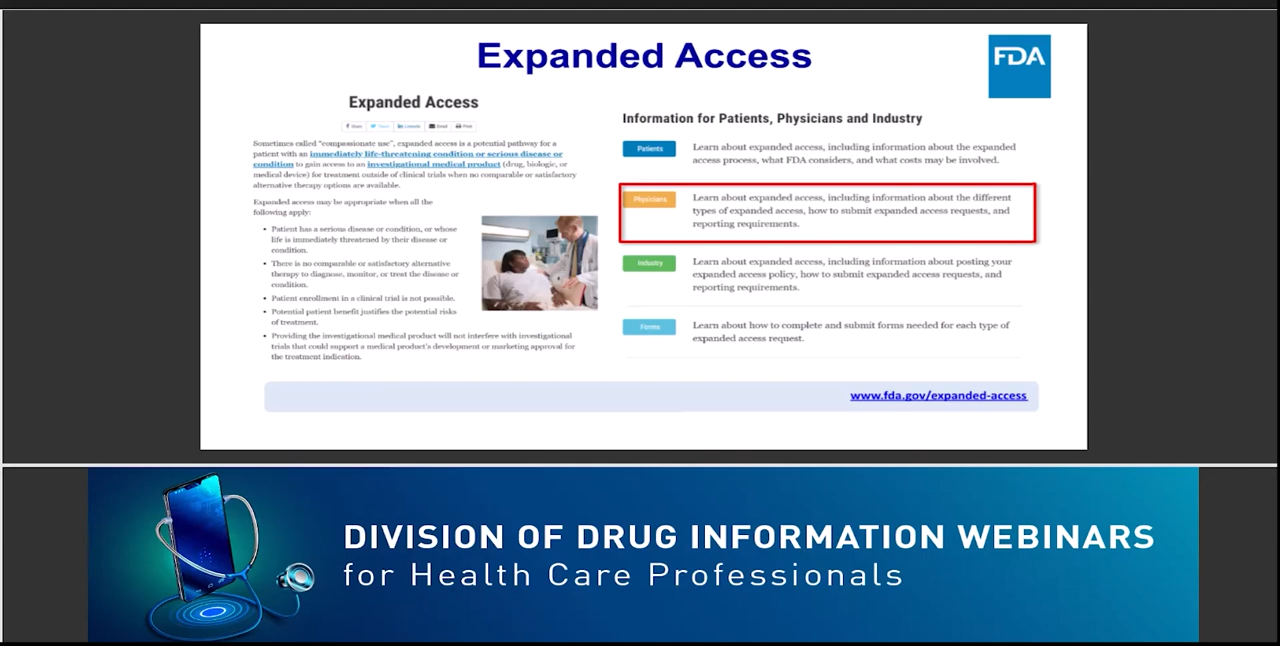 Expanded Access
FDA
Expanded Access
Share Tweet Linkedin Email Print
Sometimes called "compassionate use", expanded access is a potential pathway for a
patient with an immediately life-threatening condition or serious disease or
condition to gain access to an investigational medical product (drug, biologic, or
medical device) for treatment outside of clinical trials when no comparable or satisfactory
alternative therapy options are available.
Expanded access may be appropriate when all the
following apply:
• Patient has a serious disease or condition, or whose
life is immediately threatened by their disease or
condition.
• There is no comparable or satisfactory alternative
therapy to diagnose, monitor, or treat the disease or
condition.
• Patient enrollment in a clinical trial is not possible.
• Potential patient benefit justifies the potential risks
of treatment.
• Providing the investigational medical product will not interfere with investigational
trials that could support a medical product's development or marketing approval for
the treatment indication.
Information for Patients, Physicians and Industry
Patients
Learn about expanded access, including information about the expanded
access process, what FDA considers, and what costs may be involved.
Physicians
Learn about expanded access, including information about the different
types of expanded access, how to submit expanded access requests, and
reporting requirements.
Industry
Learn about expanded access, including information about posting your
expanded access policy, how to submit expanded access requests, and
reporting requirements.
Forms
Learn about how to complete and submit forms needed for each type of
expanded access request.
www.fda.gov/expanded-access
DIVISION OF DRUG INFORMATION WEBINARS
for Health Care Professionals